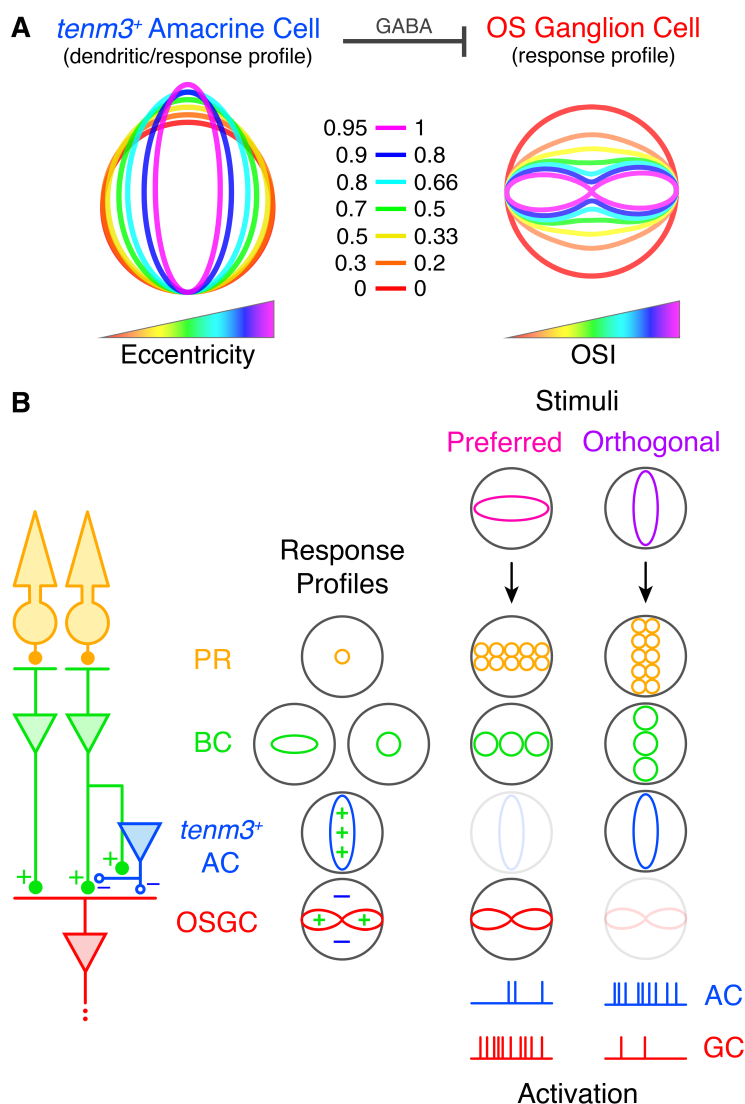 A
tenm3+ Amacrine Cell
(dendritic/response profile)
GABA
OS Ganglion Cell
(response profile)
0.95 1
0.9 0.8
0.8 0.66
0.7 0.5
0.5 0.33
0.3 0.2
0 0
Eccentricity
OSI
B
Stimuli
Preferred
Orthogonal
Response
Profiles
PR
BC
tenm3+
AC
+
+
+
+
+
+
−
−
OSGC
−
+ +
−
AC
GC
Activation